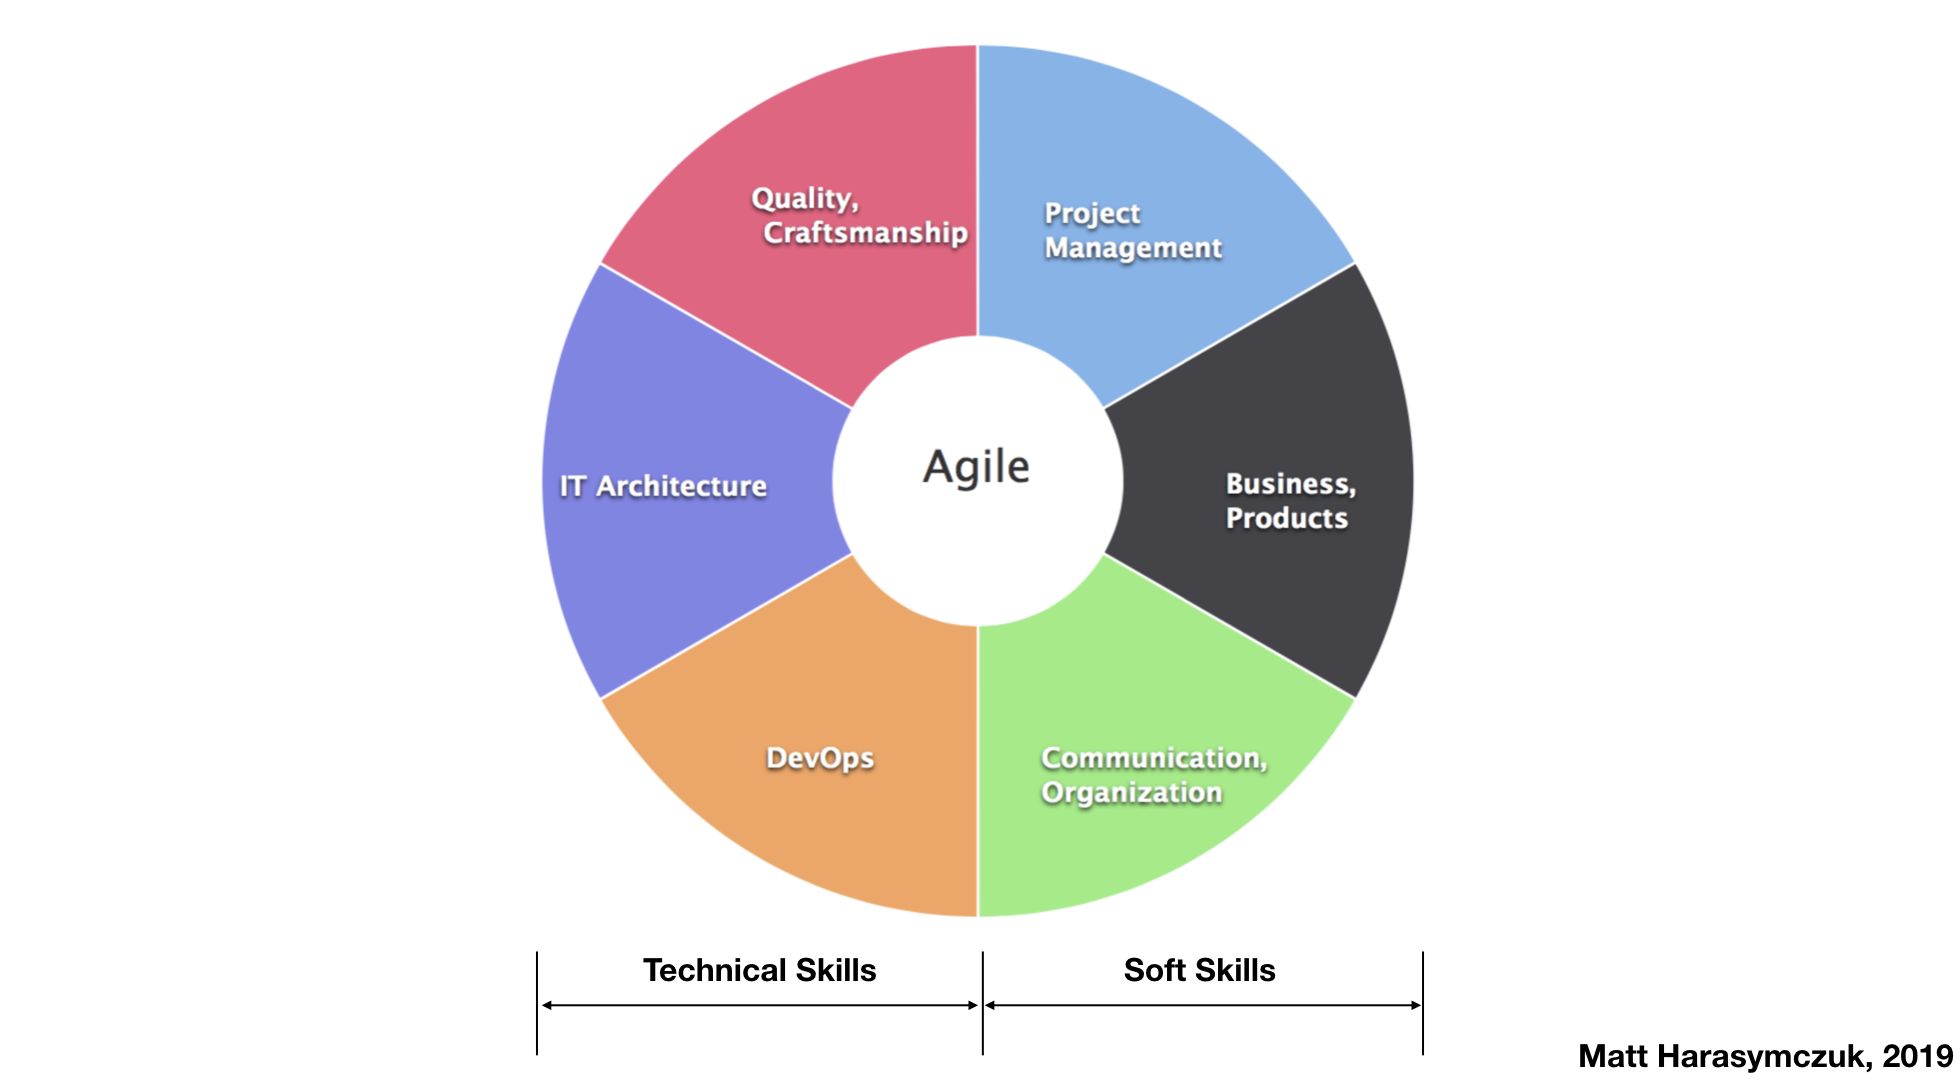 Quality,
Craftsmanship
Project
Management
IT Architecture
Agile
Business,
Products
DevOps
Communication,
Organization
Technical Skills
Soft Skills
Matt Harasymczuk, 2019